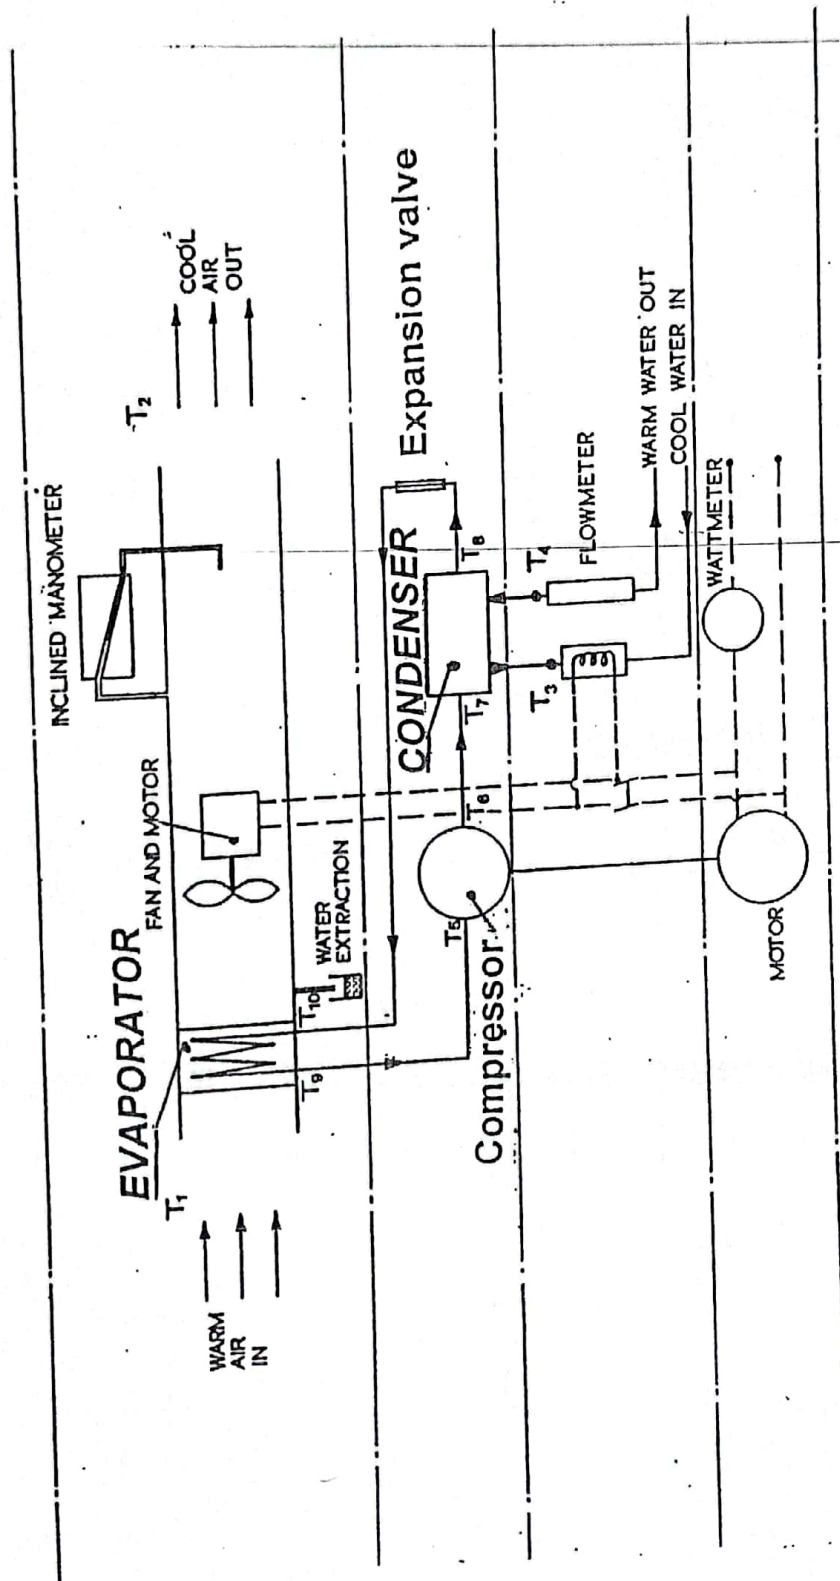 INCLINED MANOMETER
T₂
COOL
AIR
OUT
FAN AND MOTOR
EVAPORATOR
T₁
WARM
AIR
IN
T₉
T₁₀
WATER
EXTRACTION
Expansion valve
CONDENSER
T₈
T₇
T₆
T₅
Compressor
T₄
T₃
FLOWMETER
WARM WATER OUT
COOL WATER IN
WATTMETER
MOTOR